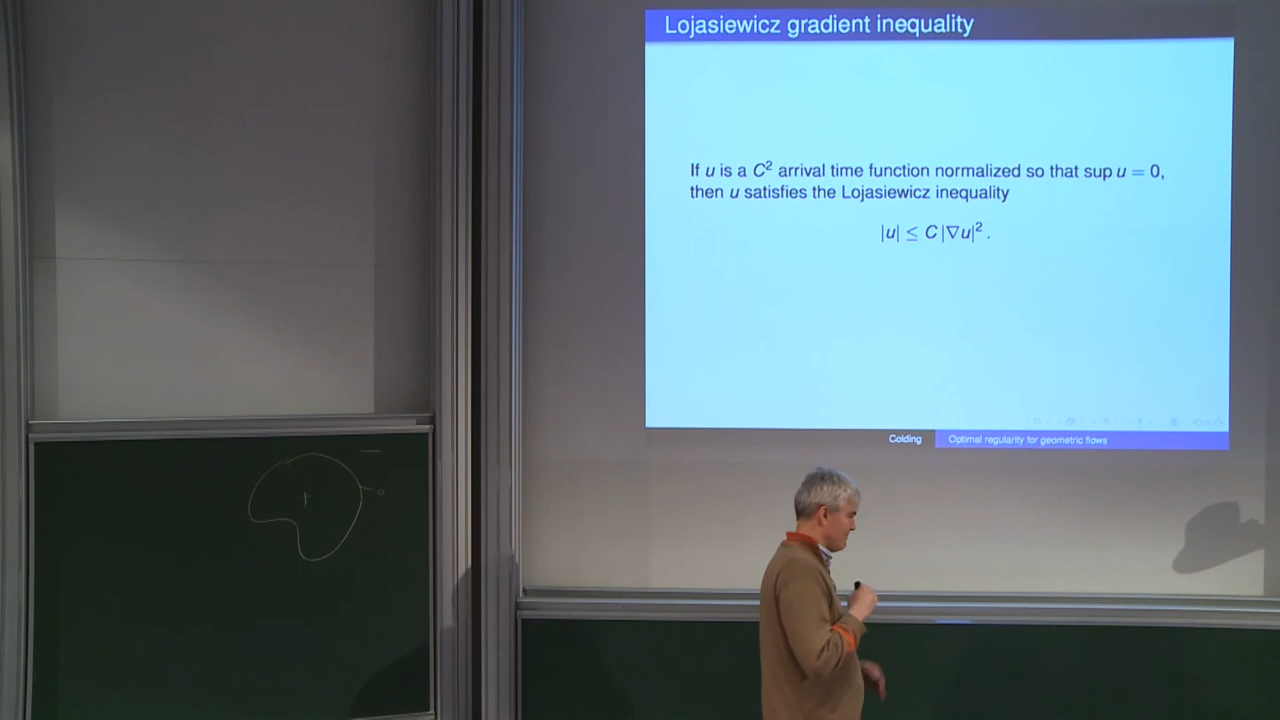 Lojasiewicz gradient inequality
If u is a C² arrival time function normalized so that sup u = 0,
then u satisfies the Lojasiewicz inequality
|u| ≤ C |∇u|² .
Colding
Optimal regularity for geometric flows
+